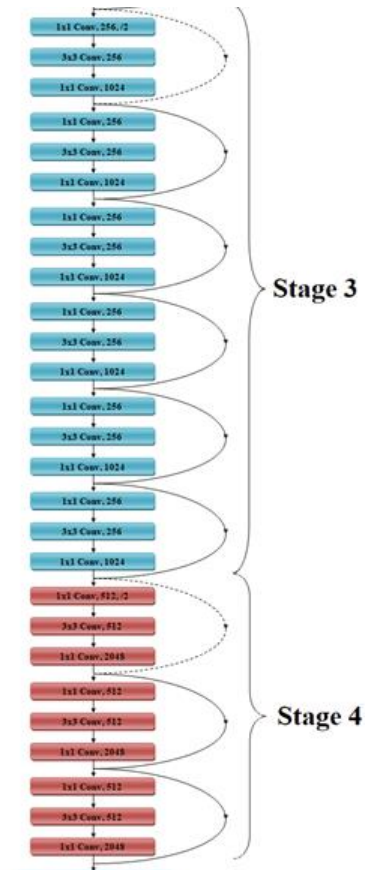 1x1 Conv, 256, /2
3x3 Conv, 256
1x1 Conv, 1024
1x1 Conv, 256
3x3 Conv, 256
1x1 Conv, 1024
1x1 Conv, 256
3x3 Conv, 256
1x1 Conv, 1024
Stage 3
1x1 Conv, 256
3x3 Conv, 256
1x1 Conv, 1024
1x1 Conv, 256
3x3 Conv, 256
1x1 Conv, 1024
1x1 Conv, 256
3x3 Conv, 256
1x1 Conv, 1024
1x1 Conv, 512, /2
3x3 Conv, 512
1x1 Conv, 2048
1x1 Conv, 512
Stage 4
3x3 Conv, 512
1x1 Conv, 2048
1x1 Conv, 512
3x3 Conv, 512
1x1 Conv, 2048